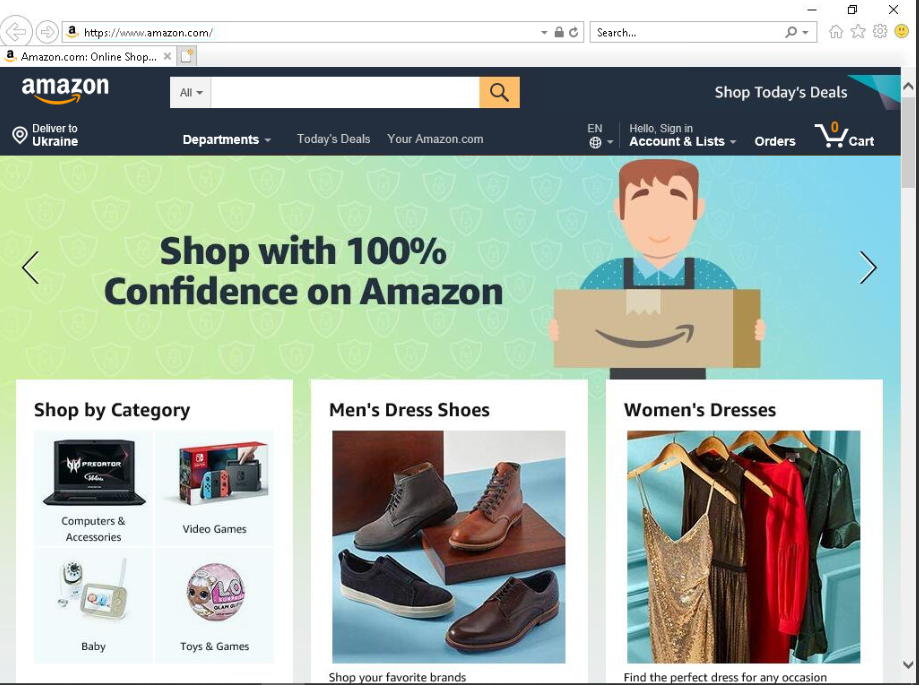 https://www.amazon.com/
Search...
Amazon.com: Online Shop...
amazon
All
Shop Today's Deals
Deliver to
Ukraine
Departments
Today's Deals
Your Amazon.com
EN
Hello, Sign in
Account & Lists
Orders
0
Cart
Shop with 100%
Confidence on Amazon
Shop by Category
PREDATOR
Helios
Computers &
Accessories
Video Games
Baby
L.O.L
SURPRISE
Toys & Games
Men's Dress Shoes
Shop your favorite brands
Women's Dresses
Find the perfect dress for any occasion